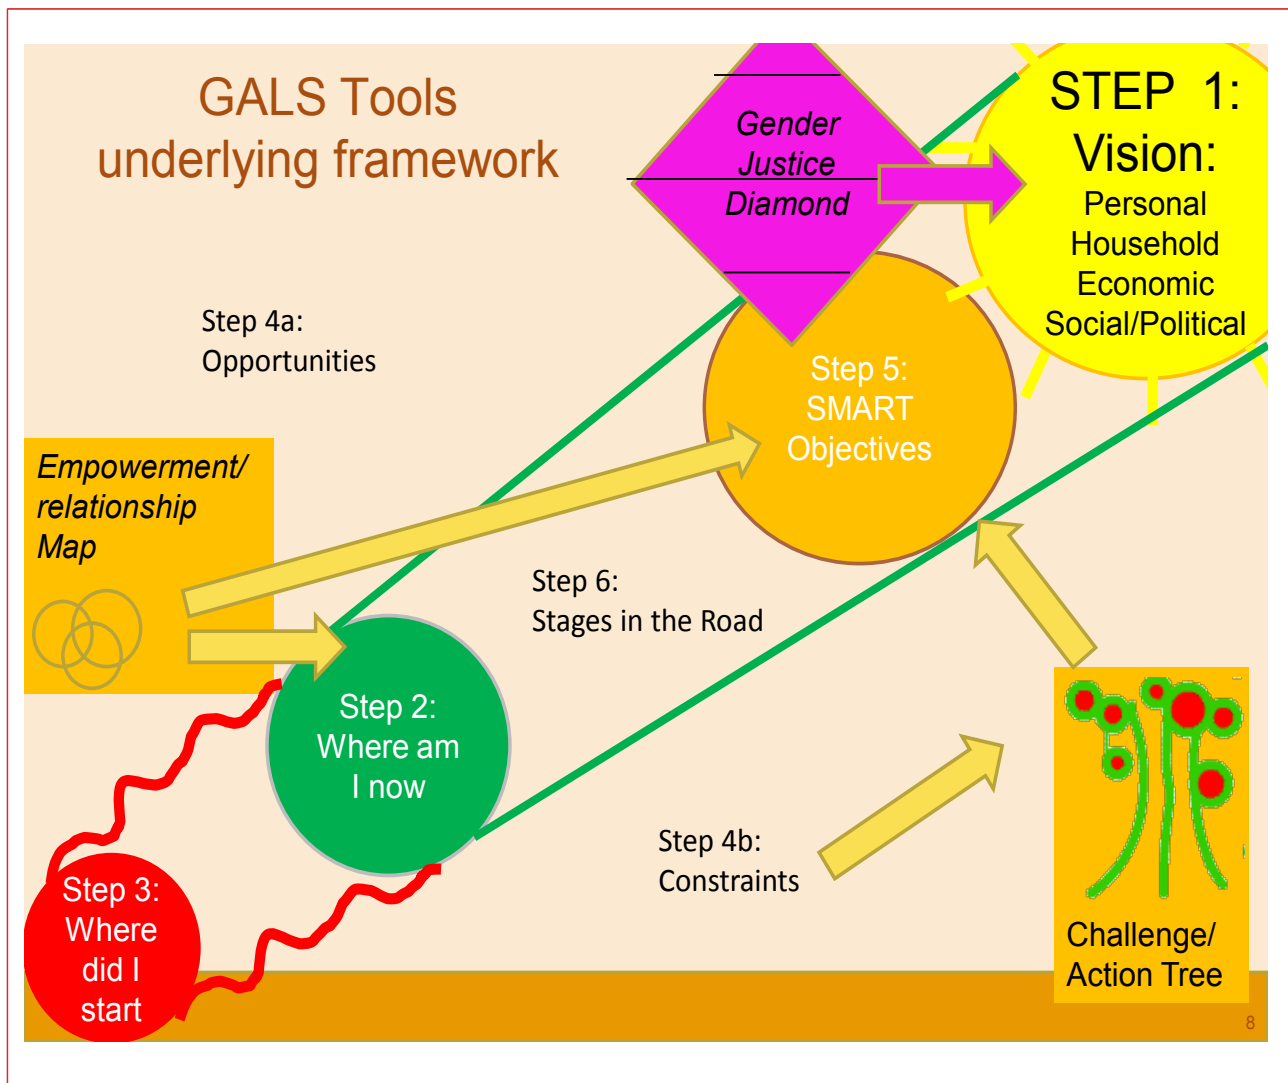 GALS Tools
underlying framework
Gender
Justice
Diamond
STEP 1:
Vision:
Personal
Household
Economic
Social/Political
Step 4a:
Opportunities
Step 5:
SMART
Objectives
Empowerment/
relationship
Map
Step 6:
Stages in the Road
Step 2:
Where am
I now
Step 4b:
Constraints
Step 3:
Where
did I
start
Challenge/
Action Tree
8